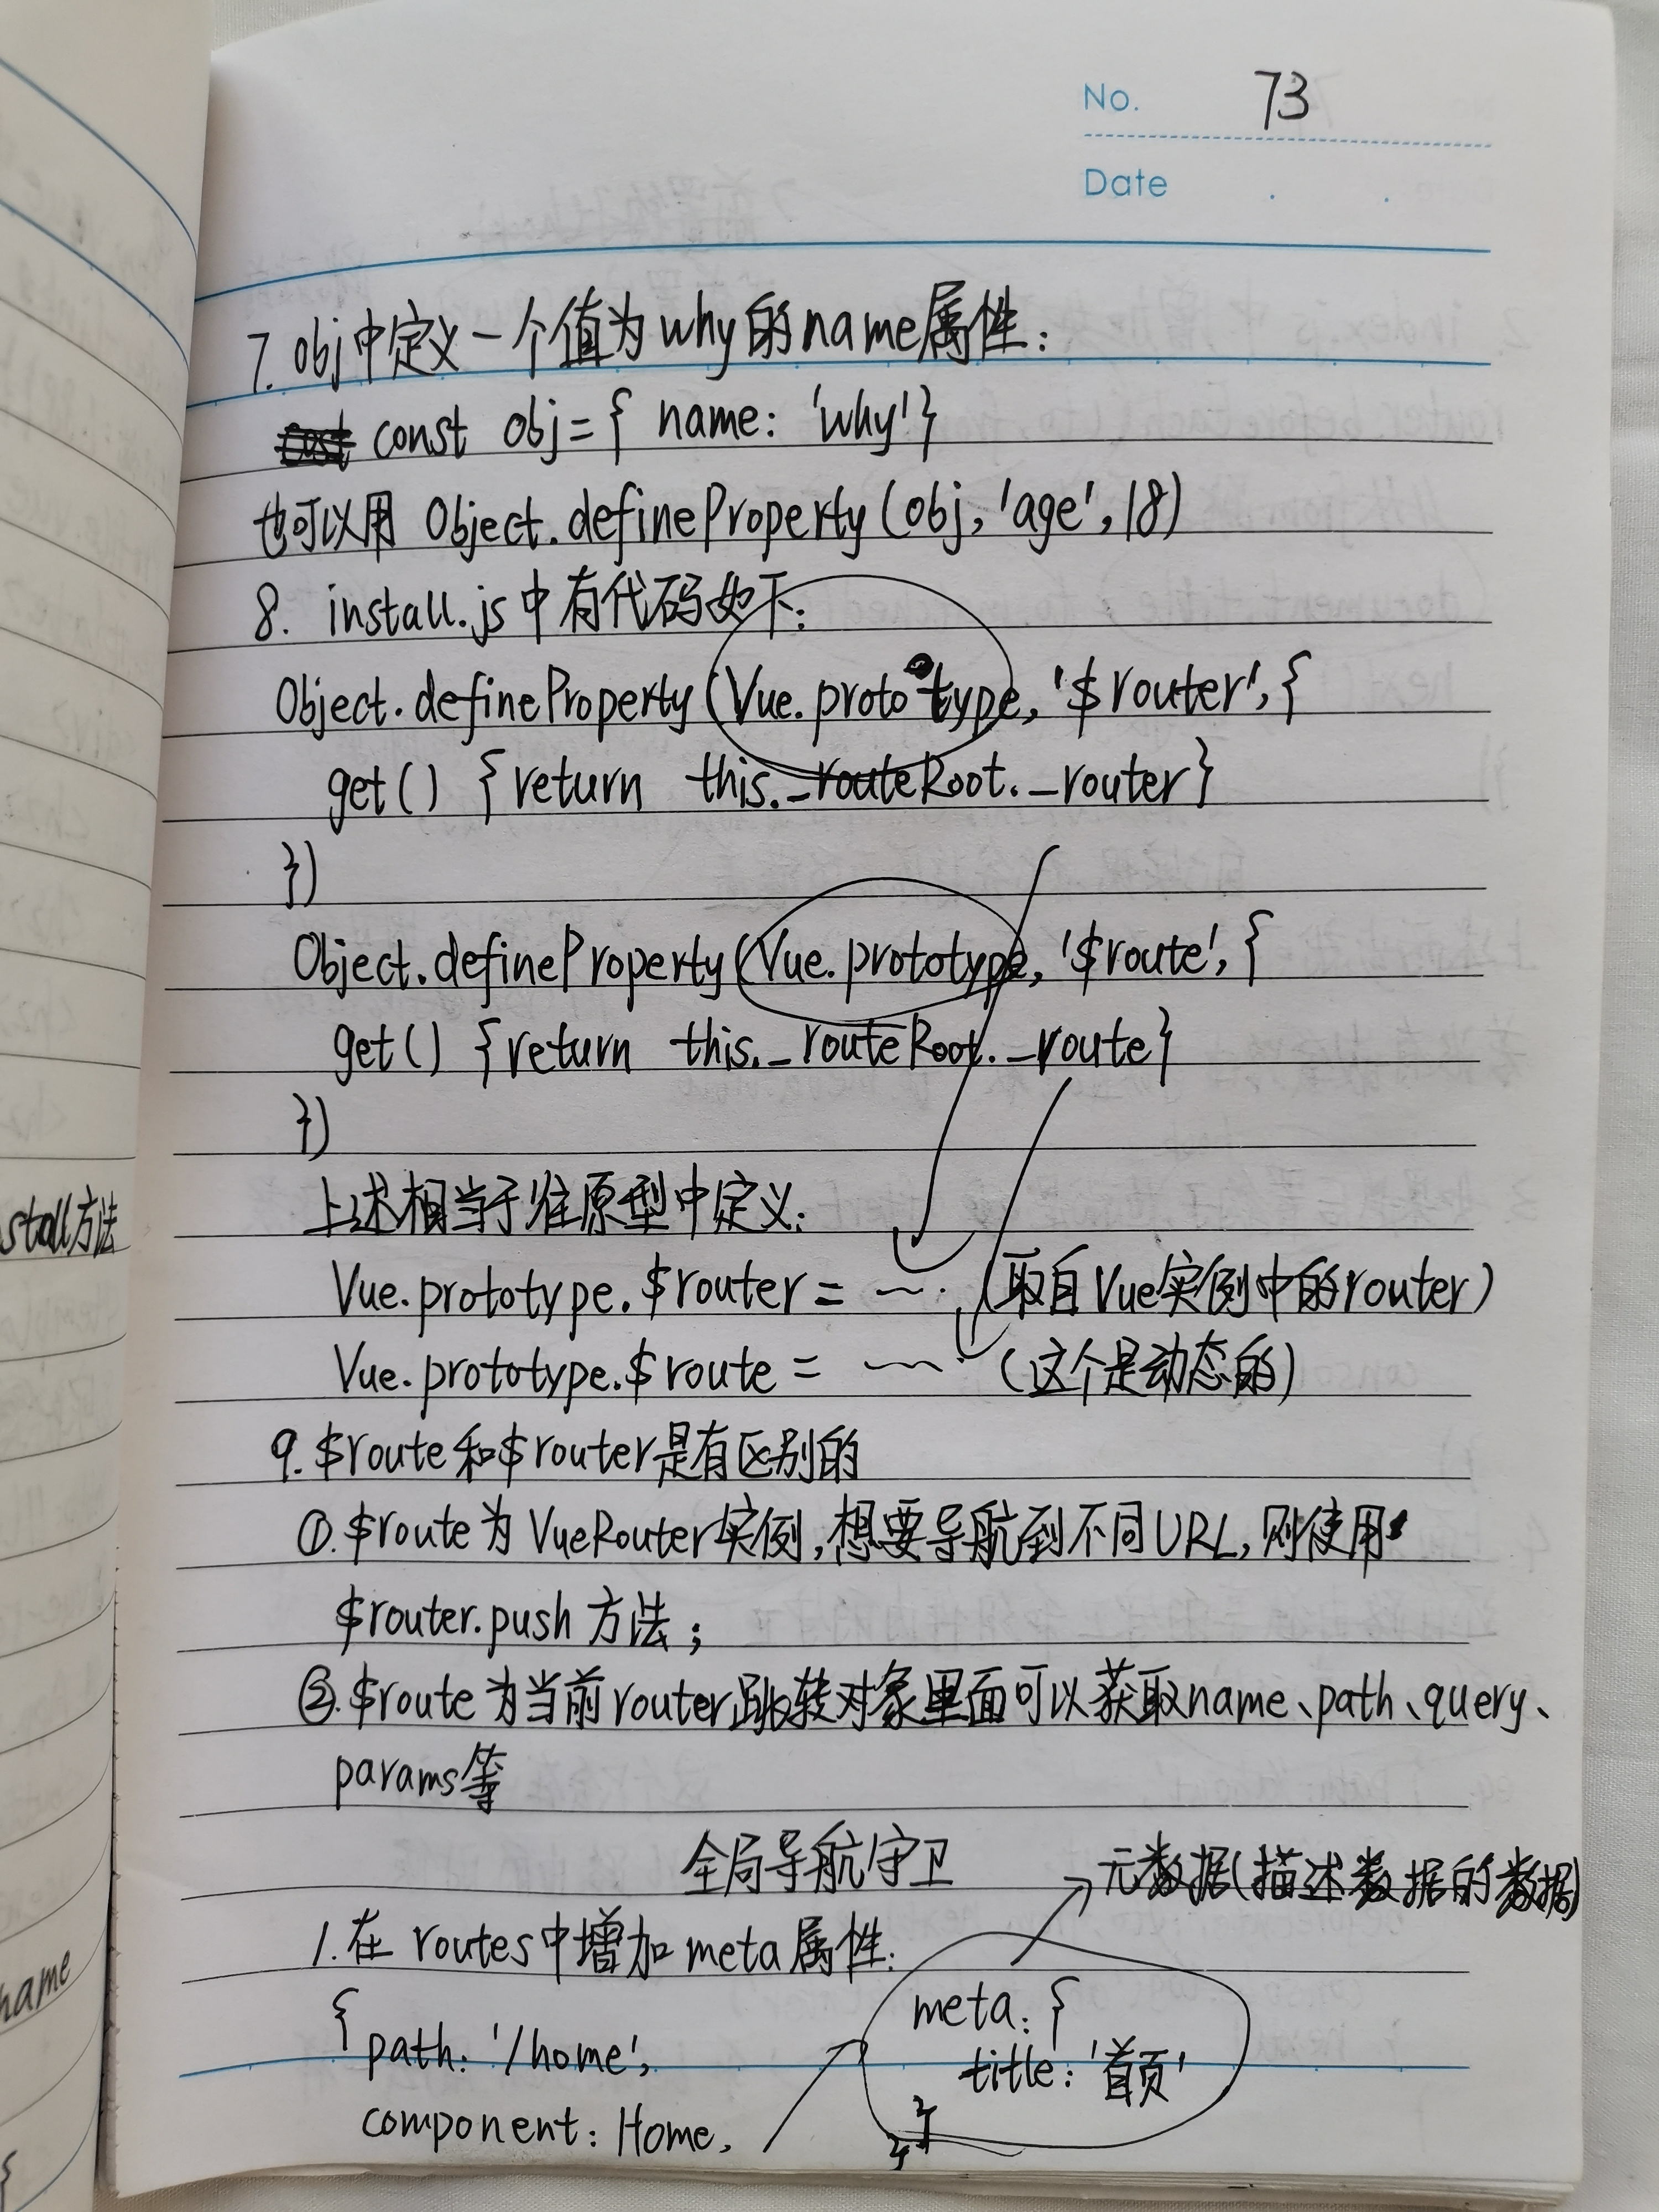 No. 73
Date . .
7. obj中定义一个值为why的name属性:
const obj={ name: 'why'}
也可以用 Object.defineProperty(obj,'age',18)
8. install.js中有代码如下:
Object.defineProperty(Vue.prototype,'$router',{
get() {return this._routeRoot._router}
})
Object.defineProperty(Vue.prototype,'$route',{
get() {return this._routeRoot._route}
})
上述相当于往原型中定义:
Vue.prototype.$router = ~. (取自Vue实例中的router)
Vue.prototype.$route = ~. (这个是动态的)
9. $route和$router是有区别的
①.$route为VueRouter实例,想要导航到不同URL,则使用
$router.push方法;
②.$route为当前router跳转对象里面可以获取name、path、query、
params等
全局导航守卫
元数据(描述数据的数据)
1.在routes中增加meta属性:
{
path: '/home',
component: Home,
meta: {
title: '首页'
}
}
stall方法
name
{